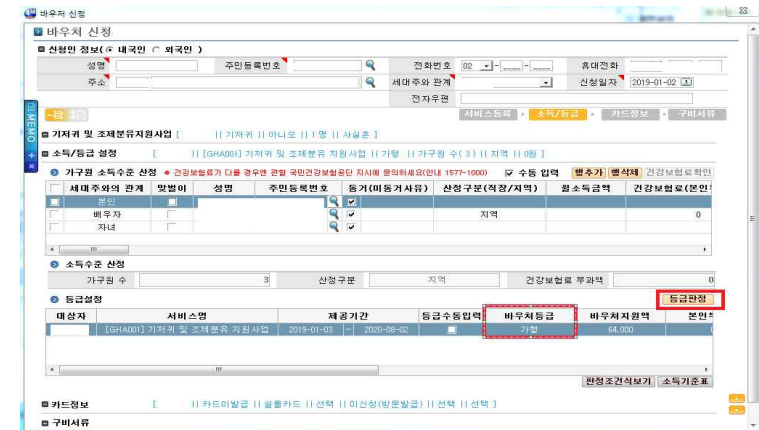 바우처 신청
바우처 신청
신청인 정보( 내국인 외국인 )
성명 주민등록번호 전화번호 02 - - 휴대전화
주소 세대주와 관계 신청일자 2019-01-02
전자우편
서비스등록 소득/등급 카드정보 구비서류
MEMO
기저귀 및 조제분유지원사업 [ || 기저귀 || 아니오 || 1 명 || 사실혼 ]
소득/등급 설정 [ || [GHA001] 기저귀 및 조제분유 지원사업 || 가형 || 가구원 수( 3 ) || 지역 || 0원 ]
가구원 소득수준 산정 * 건강보험료가 다를 경우엔 관할 국민건강보험공단 지사에 문의하세요(안내 1577-1000) 수동 입력 행추가 행삭제 건강보험료확인
세대주와의 관계 맞벌이 성명 주민등록번호 동거(미동거사유) 산정구분(직장/지역) 월소득금액 건강보험료(본인
본인
배우자 지역 0
자녀
소득수준 산정
가구원 수 3 산정구분 지역 건강보험료 부과액 0
등급설정 등급판정
대상자 서비스명 제공기간 등급수동입력 바우처등급 바우처지원액 본인
[GHA001] 기저귀 및 조제분유 지원사업 2019-01-03 ~ 2020-08-02 가형 64,000
판정조건식보기 소득기준표
카드정보 [ || 카드미발급 || 실물카드 || 선택 || 미신청(방문발급) || 선택 || 선택 ]
구비서류